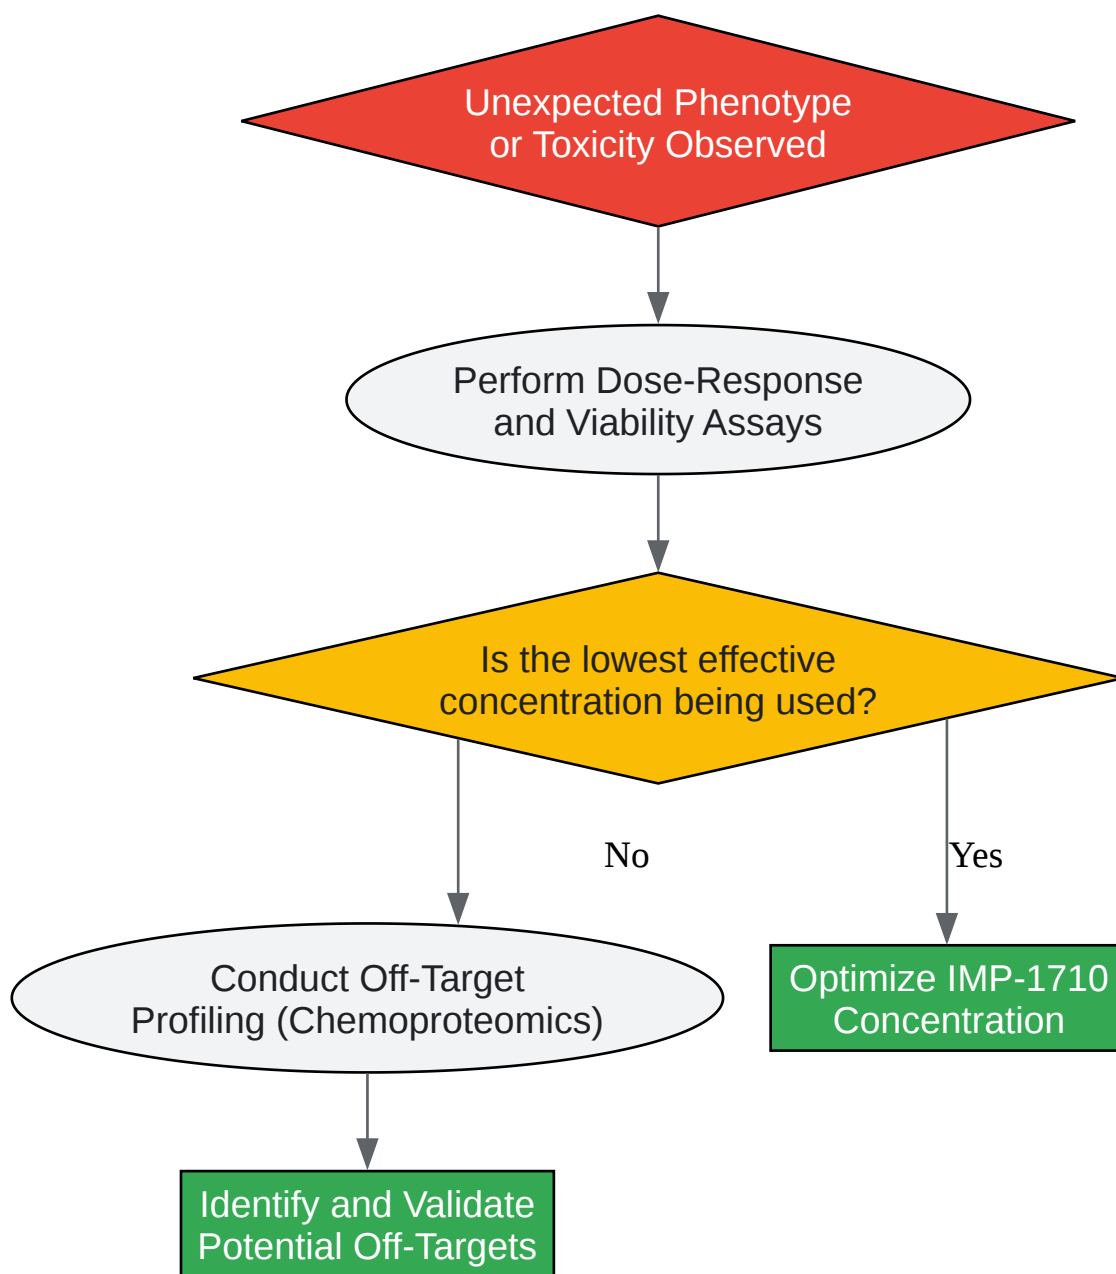 Unexpected Phenotype
or Toxicity Observed
Perform Dose-Response
and Viability Assays
Is the lowest effective
concentration being used?
No
Yes
Conduct Off-Target
Profiling (Chemoproteomics)
Optimize IMP-1710
Concentration
Identify and Validate
Potential Off-Targets